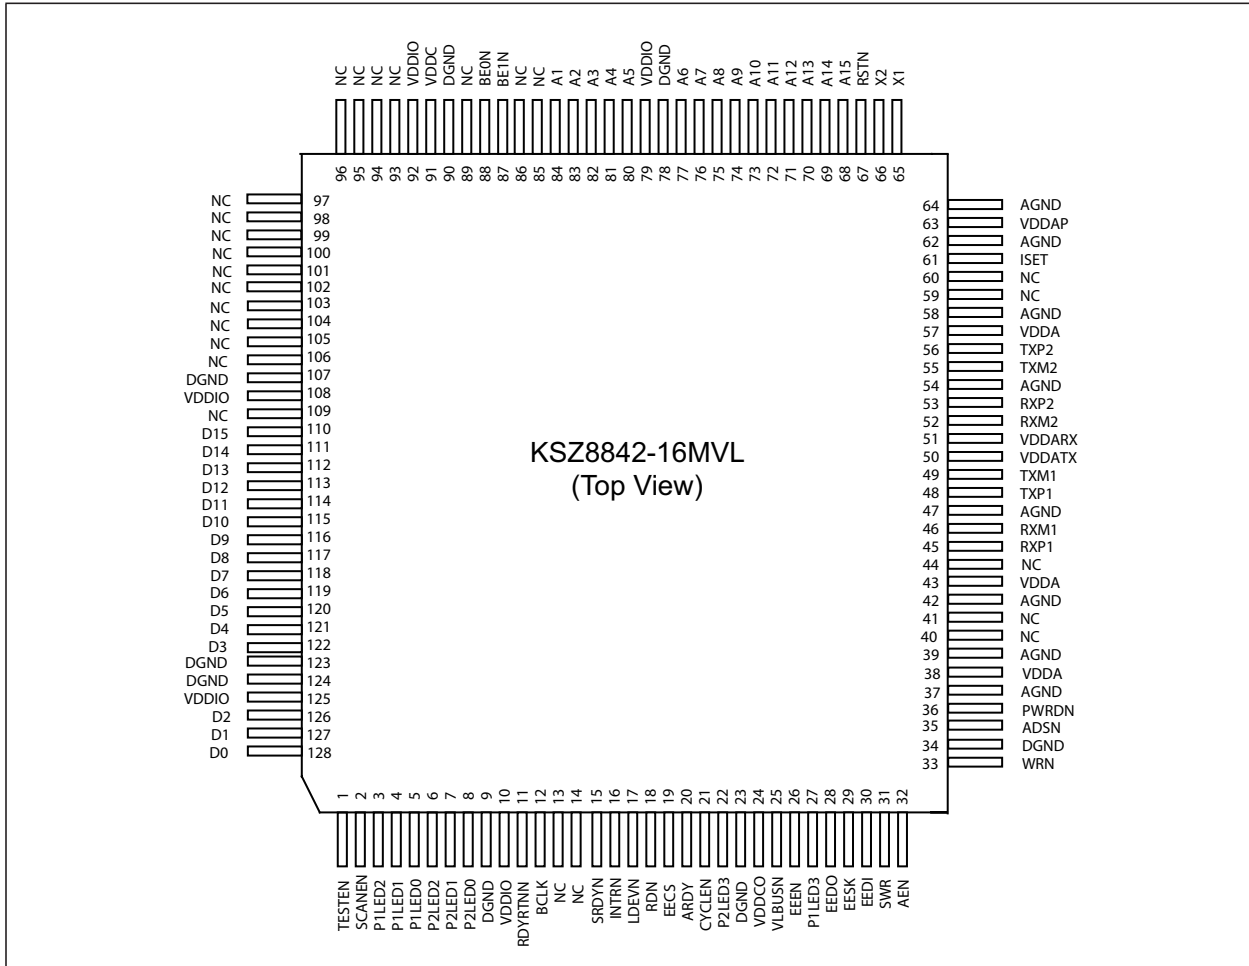 NC NC NC NC VDDIO VDDC DGND NC BE0N BE1N NC NC A1 A2 A3 A4 A5 VDDIO DGND A6 A7 A8 A9 A10 A11 A12 A13 A14 A15 RSTN X2 X1
96 95 94 93 92 91 90 89 88 87 86 85 84 83 82 81 80 79 78 77 76 75 74 73 72 71 70 69 68 67 66 65
NC 97
NC 98
NC 99
NC 100
NC 101
NC 102
NC 103
NC 104
NC 105
NC 106
DGND 107
VDDIO 108
NC 109
D15 110
D14 111
D13 112
D12 113
D11 114
D10 115
D9 116
D8 117
D7 118
D6 119
D5 120
D4 121
D3 122
DGND 123
DGND 124
VDDIO 125
D2 126
D1 127
D0 128
KSZ8842-16MVL
(Top View)
64 AGND
63 VDDAP
62 AGND
61 ISET
60 NC
59 NC
58 AGND
57 VDDA
56 TXP2
55 TXM2
54 AGND
53 RXP2
52 RXM2
51 VDDARX
50 VDDATX
49 TXM1
48 TXP1
47 AGND
46 RXM1
45 RXP1
44 NC
43 VDDA
42 AGND
41 NC
40 NC
39 AGND
38 VDDA
37 AGND
36 PWRDN
35 ADSN
34 DGND
33 WRN
1 2 3 4 5 6 7 8 9 10 11 12 13 14 15 16 17 18 19 20 21 22 23 24 25 26 27 28 29 30 31 32
TESTEN SCANEN P1LED2 P1LED1 P1LED0 P2LED2 P2LED1 P2LED0 DGND VDDIO RDYRTNN BCLK NC NC SRDYN INTRN LDEVN RDN EECS ARDY CYCLEN P2LED3 DGND VDDCO VLBUSN EEEN P1LED3 EEDO EESK EEDI SWR AEN